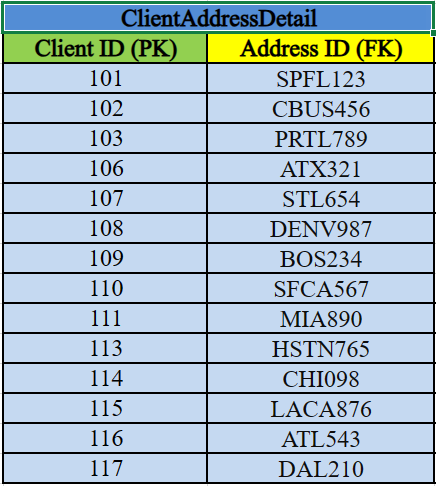 ClientAddressDetail
Client ID (PK) Address ID (FK)
101 SPFL123
102 CBUS456
103 PRTL789
106 ATX321
107 STL654
108 DENV987
109 BOS234
110 SFCA567
111 MIA890
113 HSTN765
114 CHI098
115 LACA876
116 ATL543
117 DAL210